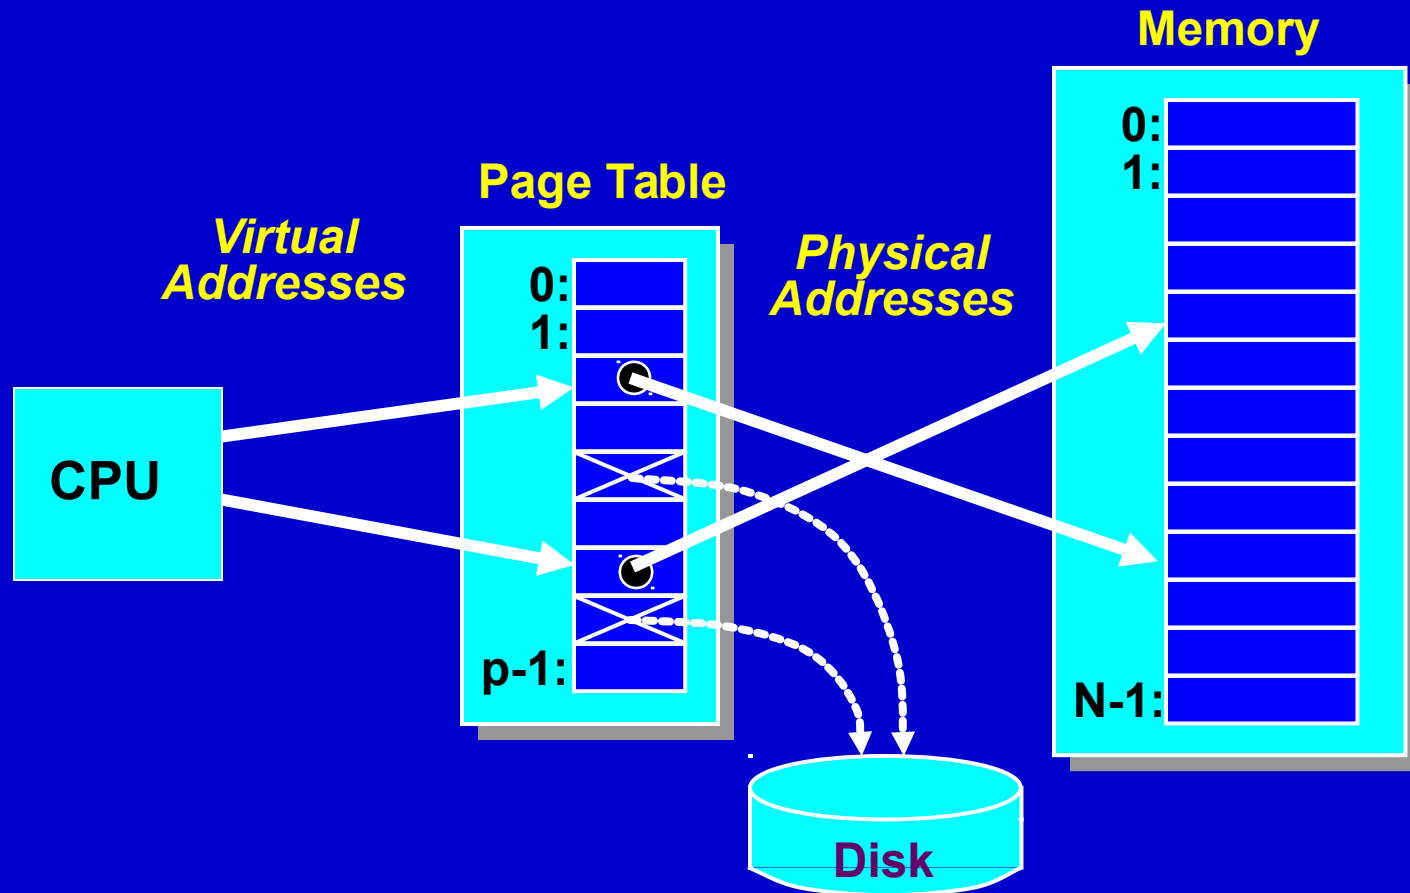 Memory
0:
1:
N-1:
Page Table
0:
1:
p-1:
Virtual
Addresses
Physical
Addresses
CPU
Disk